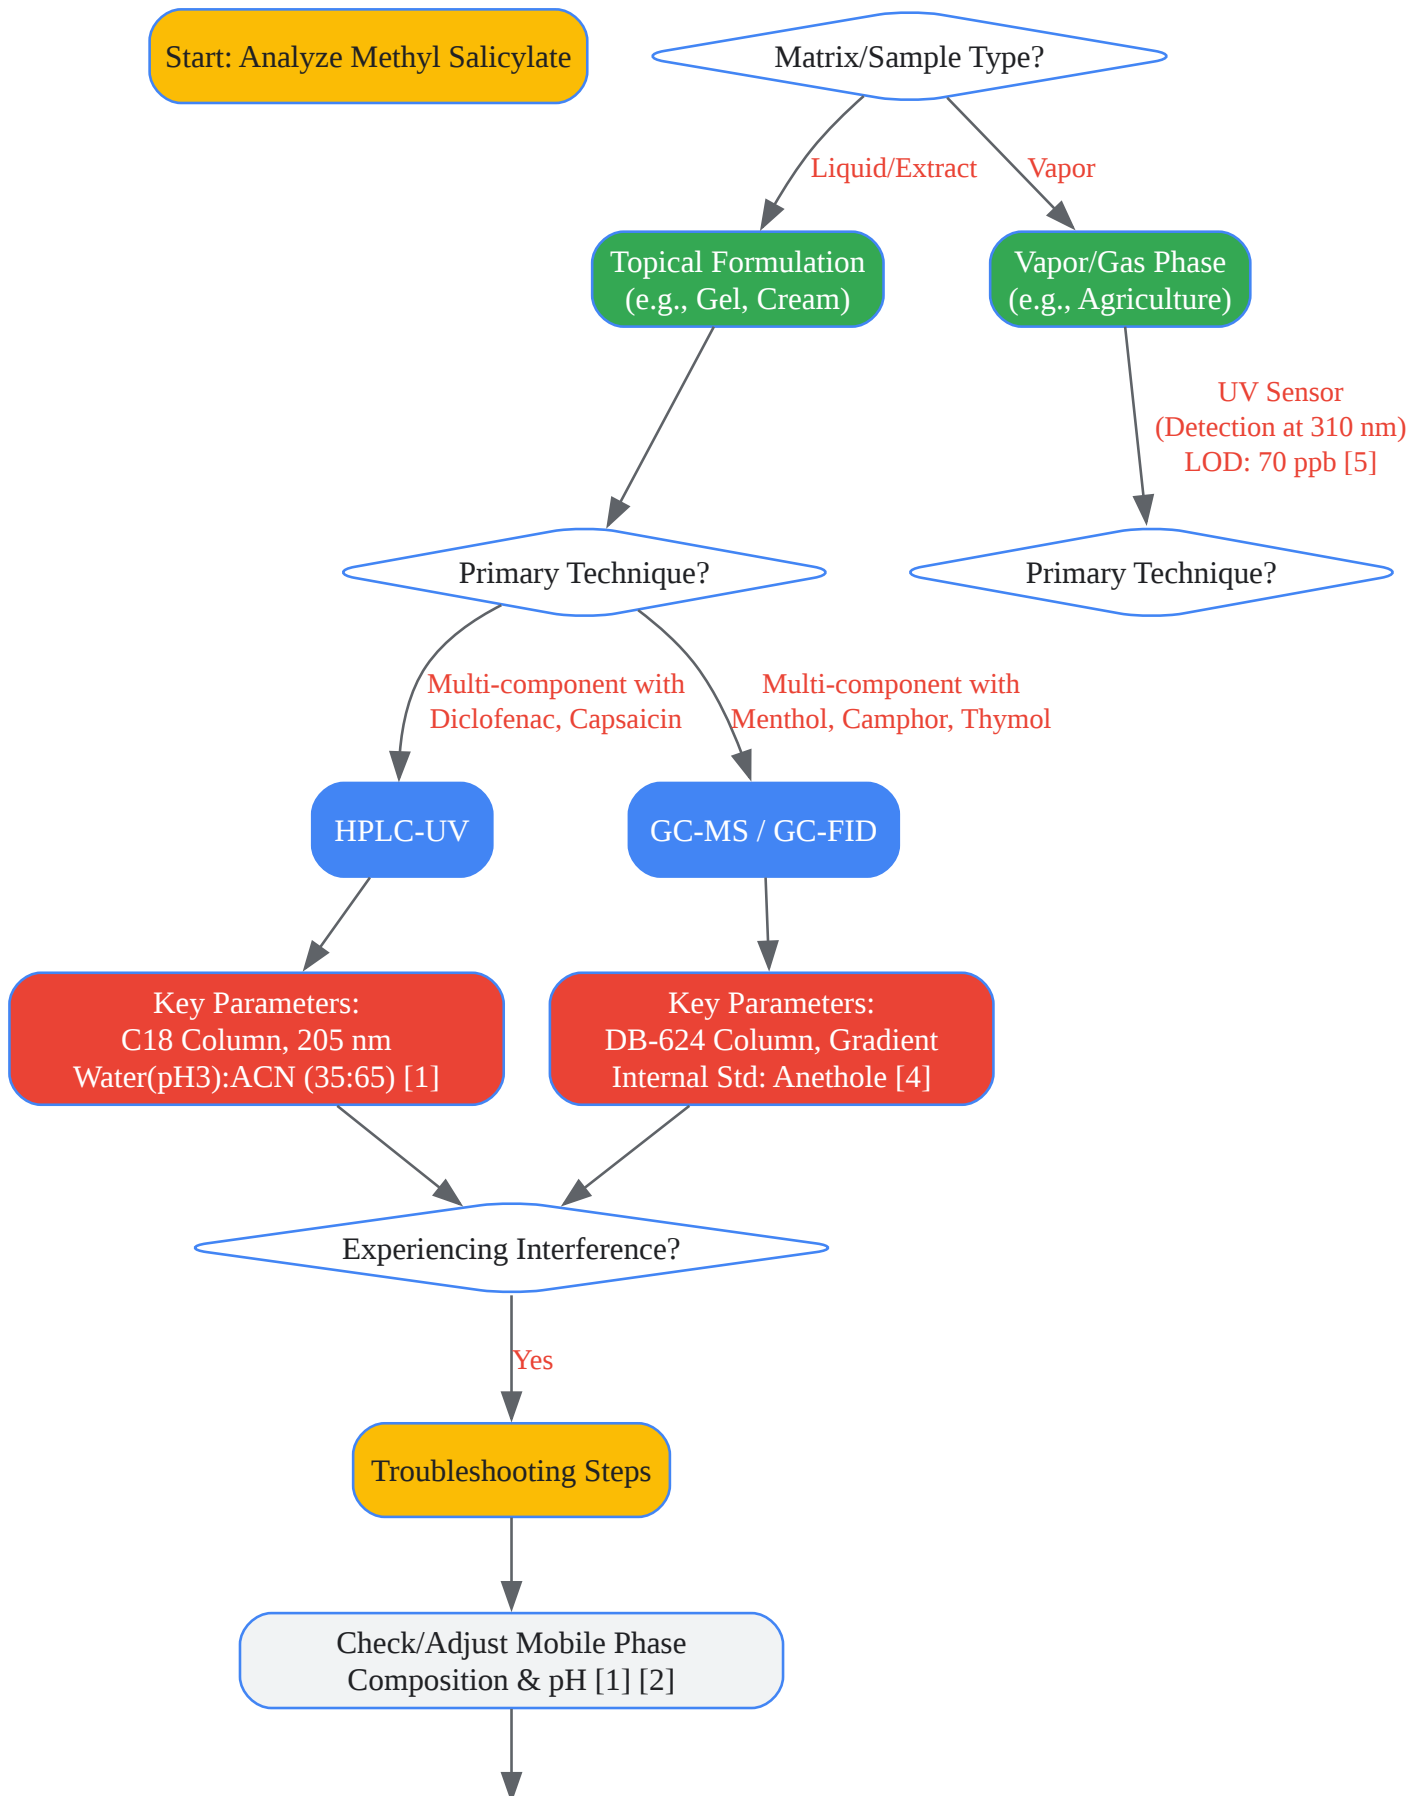 Start: Analyze Methyl Salicylate
Matrix/Sample Type?
Liquid/Extract
Vapor
Topical Formulation
(e.g., Gel, Cream)
Vapor/Gas Phase
(e.g., Agriculture)
UV Sensor
(Detection at 310 nm)
LOD: 70 ppb [5]
Primary Technique?
Primary Technique?
Multi-component with
Diclofenac, Capsaicin
Multi-component with
Menthol, Camphor, Thymol
HPLC-UV
GC-MS / GC-FID
Key Parameters:
C18 Column, 205 nm
Water(pH3):ACN (35:65) [1]
Key Parameters:
DB-624 Column, Gradient
Internal Std: Anethole [4]
Experiencing Interference?
Yes
Troubleshooting Steps
Check/Adjust Mobile Phase
Composition & pH [1] [2]